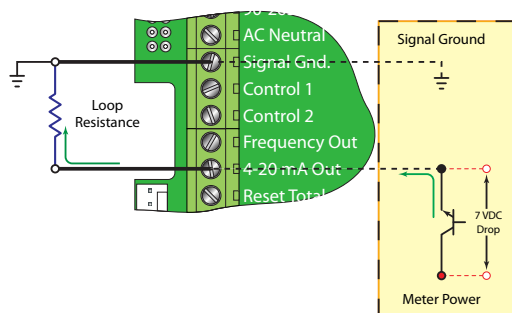 AC Neutral
Signal Gnd.
Control 1
Control 2
Frequency Out
4-20 mA Out
Reset Total
Loop
Resistance
Signal Ground
7 VDC
Drop
Meter Power